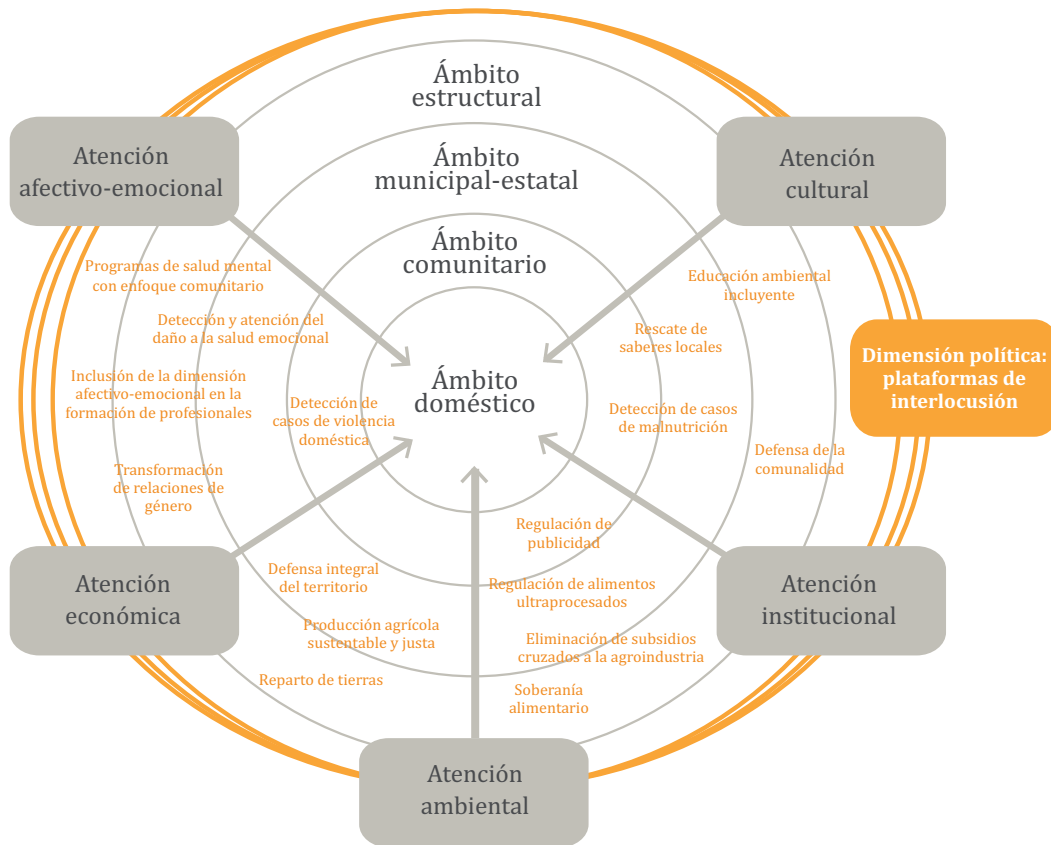 Ámbito
estructural
Atención
afectivo-emocional
Atención
cultural
Ámbito
municipal-estatal
Ámbito
comunitario
Programas de salud mental
con enfoque comunitario
Educación ambiental
incluyente
Detección y atención del
daño a la salud emocional
Rescate de
saberes locales
Dimensión política:
plataformas de
interlocusión
Inclusión de la dimensión
afectivo-emocional en la
formación de profesionales
Ámbito
doméstico
Detección de
casos de violencia
doméstica
Detección de casos
de malnutrición
Defensa de la
comunalidad
Transformación
de relaciones de
género
Regulación de
publicidad
Atención
económica
Defensa integral
del territorio
Regulación de alimentos
ultraprocesados
Atención
institucional
Producción agrícola
sustentable y justa
Eliminación de subsidios
cruzados a la agroindustria
Reparto de tierras
Soberanía
alimentario
Atención
ambiental